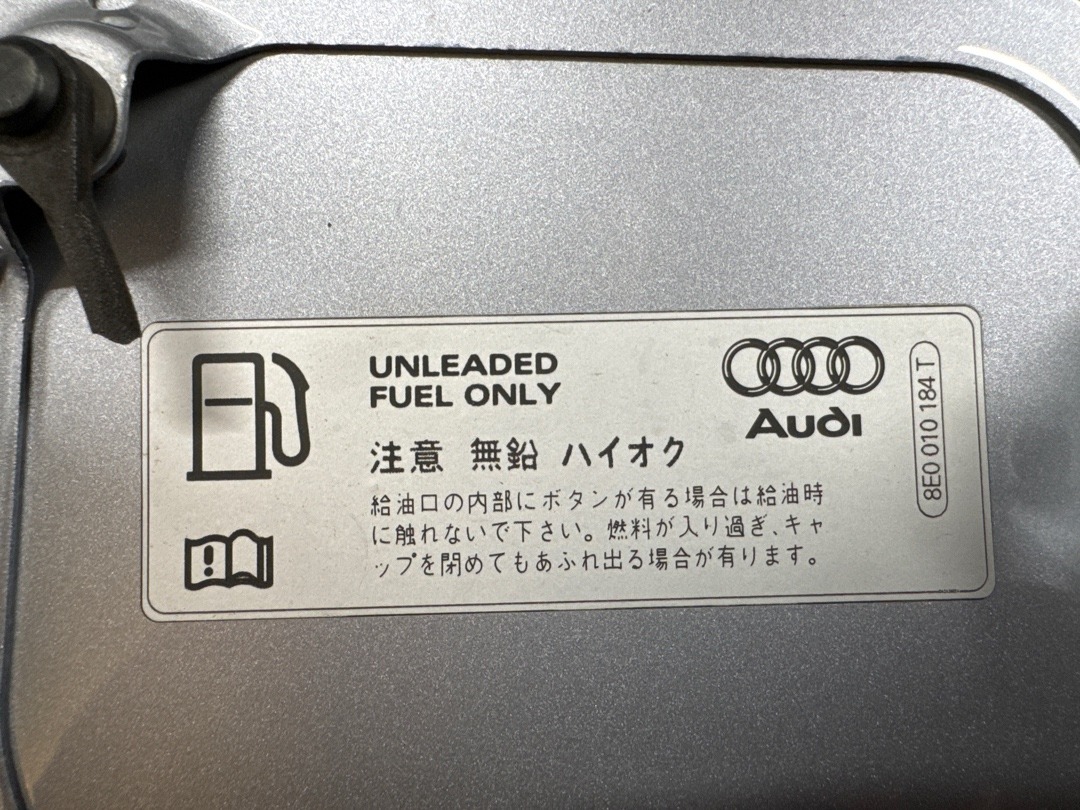 UNLEADED
FUEL ONLY
Audi
8E0 010 184 T
注意 無鉛 ハイオク
給油口の内部にボタンが有る場合は給油時
に触れないで下さい。燃料が入り過ぎ、キャ
ップを閉めてもあふれ出る場合が有ります。